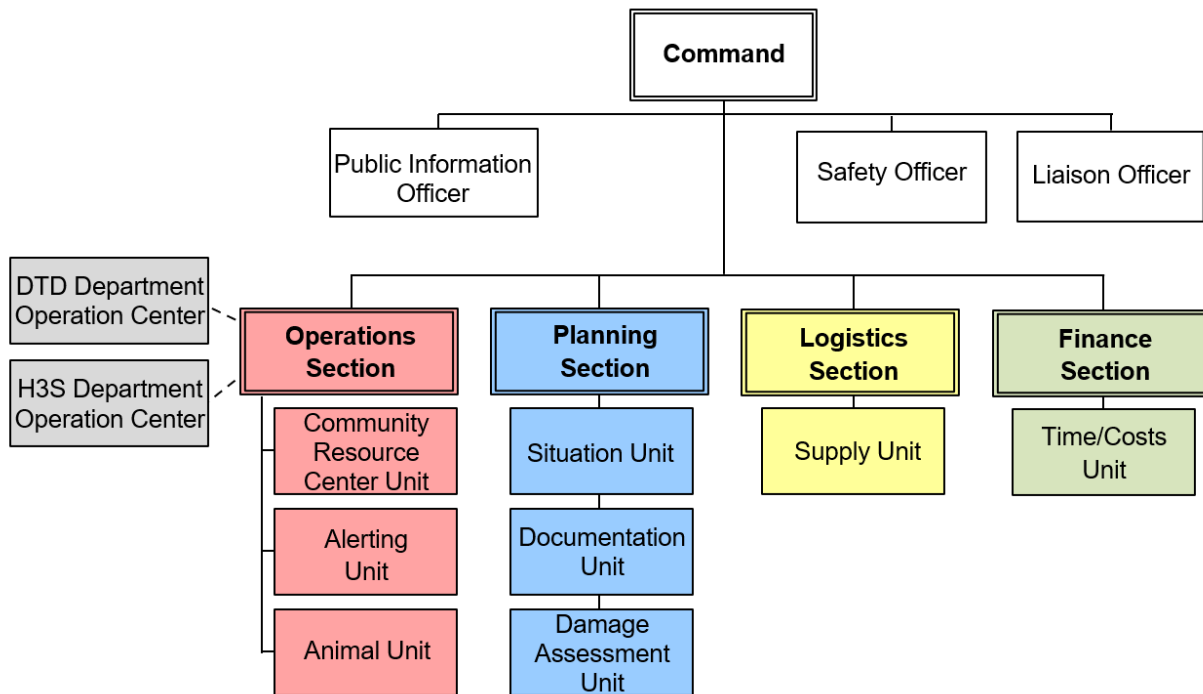 Command
Public Information
Officer
Safety Officer
Liaison Officer
DTD Department
Operation Center
H3S Department
Operation Center
Operations
Section
Planning
Section
Logistics
Section
Finance
Section
Community
Resource
Center Unit
Situation Unit
Supply Unit
Time/Costs
Unit
Alerting
Unit
Documentation
Unit
Animal Unit
Damage
Assessment
Unit